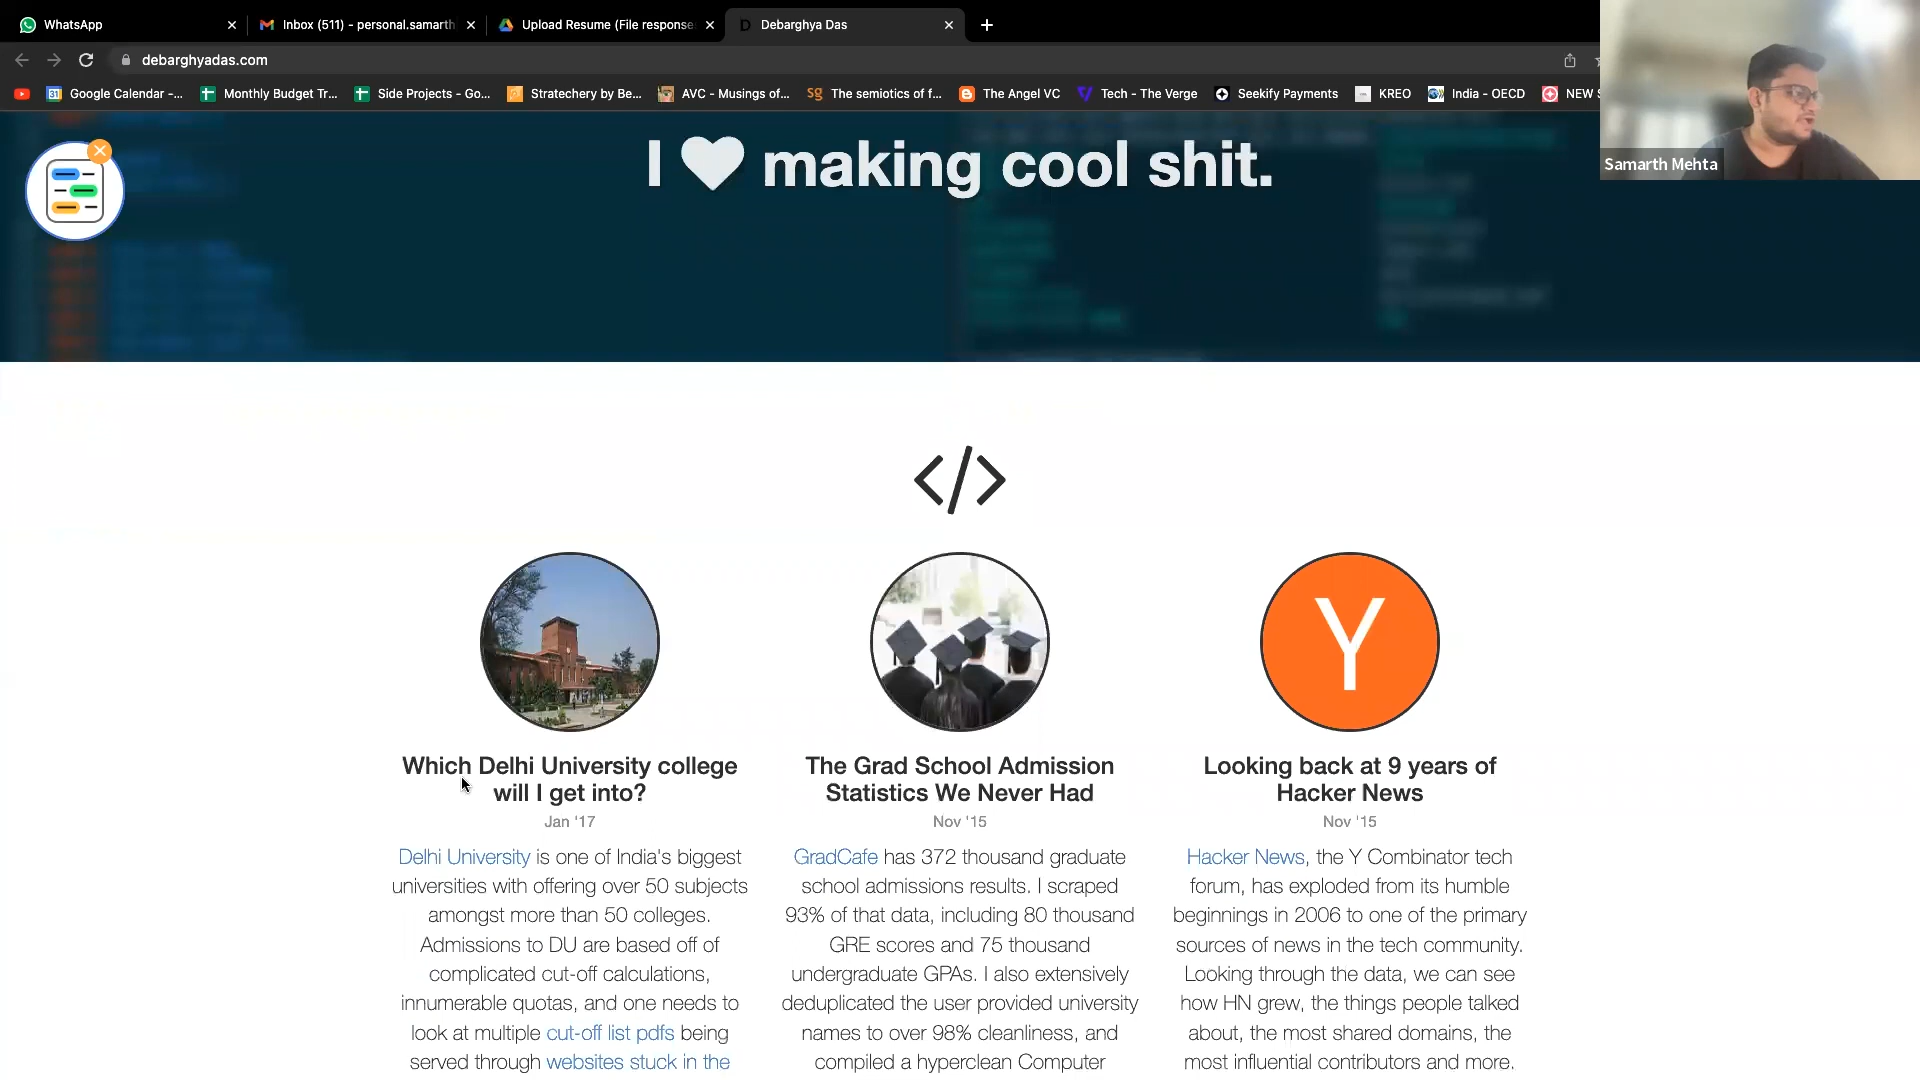 WhatsApp
Inbox (511) - personal.samarth
Upload Resume (File response
Debarghya Das
debarghyadas.com
Google Calendar -...
Monthly Budget Tr...
Side Projects - Go...
Stratechery by Be...
AVC - Musings of...
The semiotics of f...
The Angel VC
Tech - The Verge
Seekify Payments
KREO
India - OECD
NEW S
Samarth Mehta
I ♥ making cool shit.
</>
Y
Which Delhi University college
will I get into?
Jan '17
Delhi University is one of India's biggest
universities with offering over 50 subjects
amongst more than 50 colleges.
Admissions to DU are based off of
complicated cut-off calculations,
innumerable quotas, and one needs to
look at multiple cut-off list pdfs being
served through websites stuck in the
The Grad School Admission
Statistics We Never Had
Nov '15
GradCafe has 372 thousand graduate
school admissions results. I scraped
93% of that data, including 80 thousand
GRE scores and 75 thousand
undergraduate GPAs. I also extensively
deduplicated the user provided university
names to over 98% cleanliness, and
compiled a hyperclean Computer
Looking back at 9 years of
Hacker News
Nov '15
Hacker News, the Y Combinator tech
forum, has exploded from its humble
beginnings in 2006 to one of the primary
sources of news in the tech community.
Looking through the data, we can see
how HN grew, the things people talked
about, the most shared domains, the
most influential contributors and more.